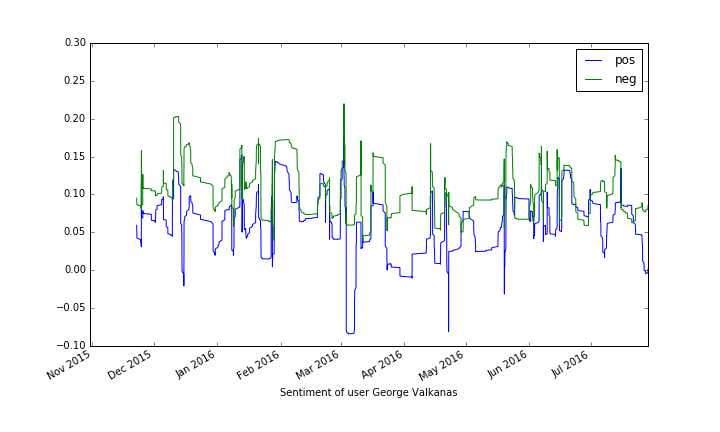 0.30
0.25
0.20
0.15
0.10
0.05
0.00
−0.05
−0.10
pos
neg
Nov 2015
Dec 2015
Jan 2016
Feb 2016
Mar 2016
Apr 2016
May 2016
Jun 2016
Jul 2016
Sentiment of user George Valkanas